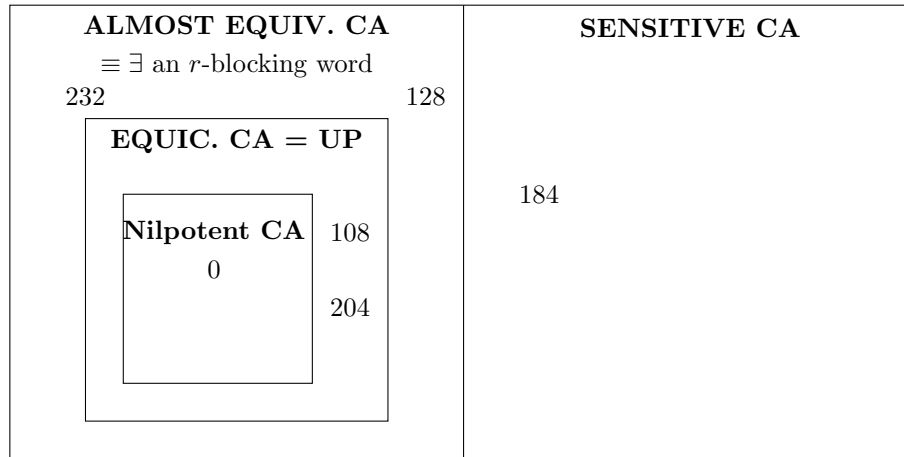 ALMOST EQUIV. CA
≡ ∃ an r-blocking word
232 128
EQUIC. CA = UP
Nilpotent CA 108
0
204
SENSITIVE CA
184